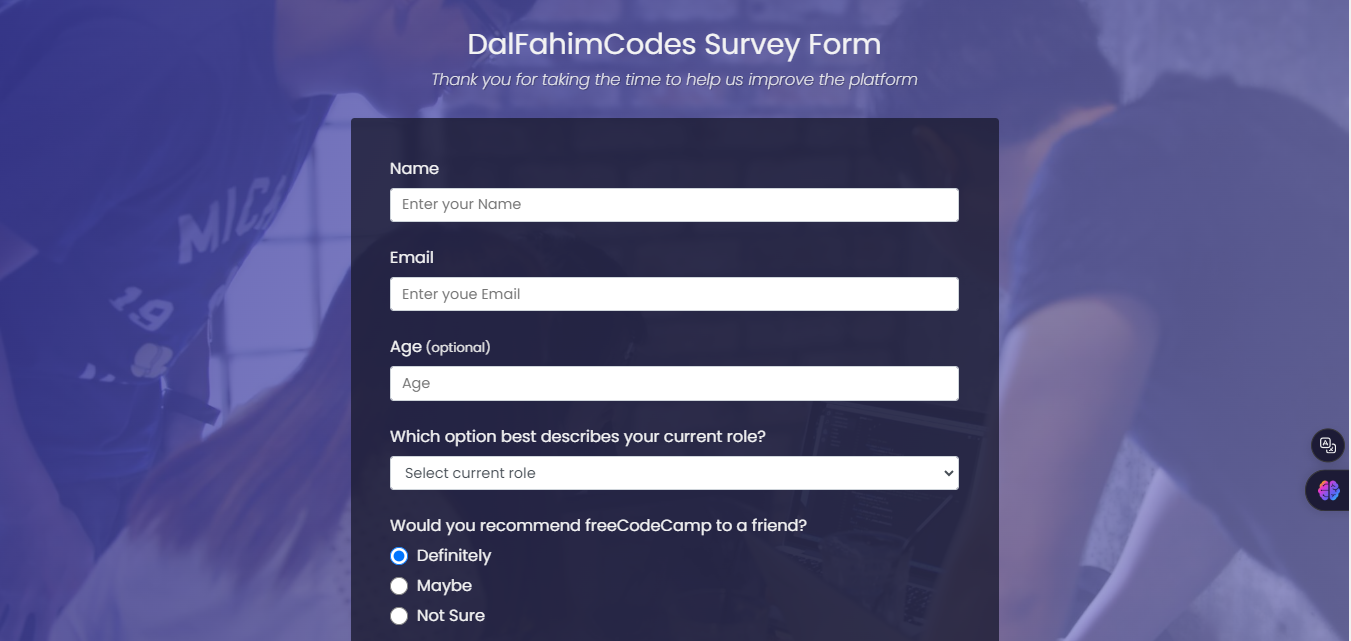 DalFahimCodes Survey Form
Thank you for taking the time to help us improve the platform
Name
Enter your Name
Email
Enter youe Email
Age (optional)
Age
Which option best describes your current role?
Select current role
Would you recommend freeCodeCamp to a friend?
Definitely
Maybe
Not Sure
19